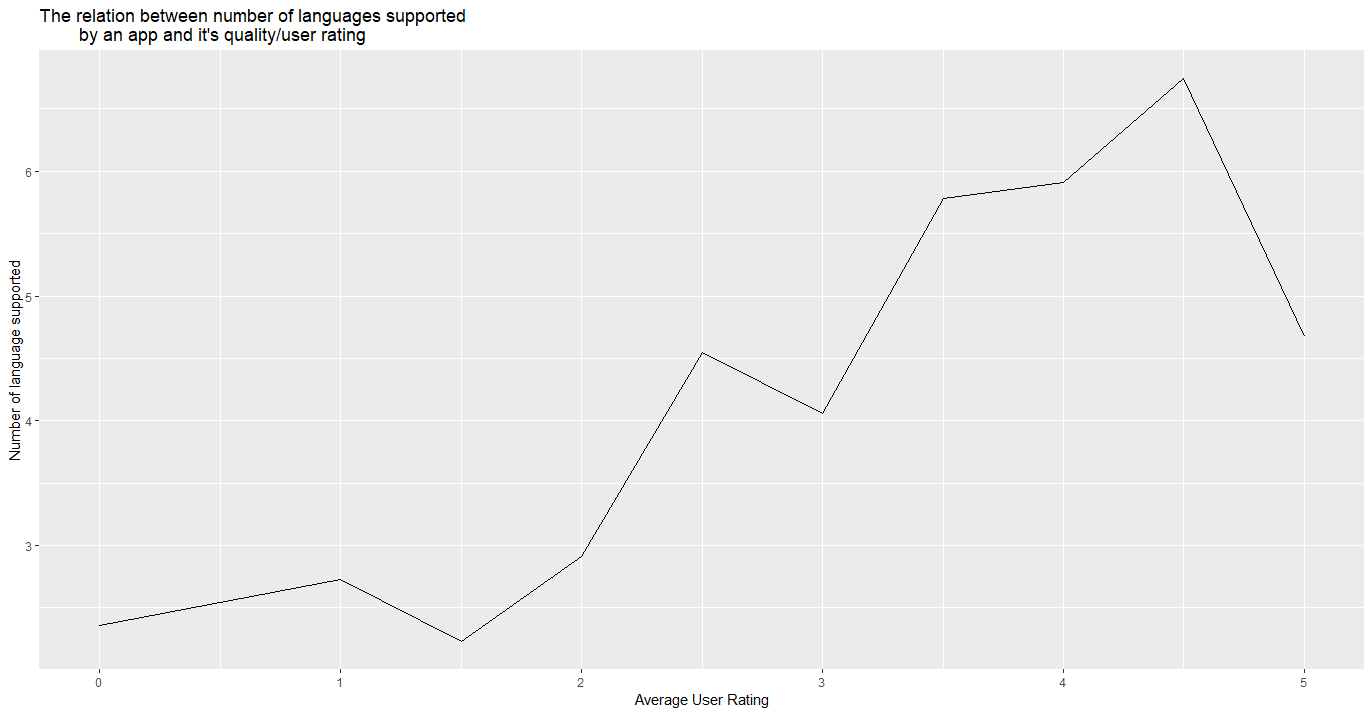 The relation between number of languages supported
by an app and it's quality/user rating
Number of language supported
6
5
4
3
0 1 2 3 4 5
Average User Rating